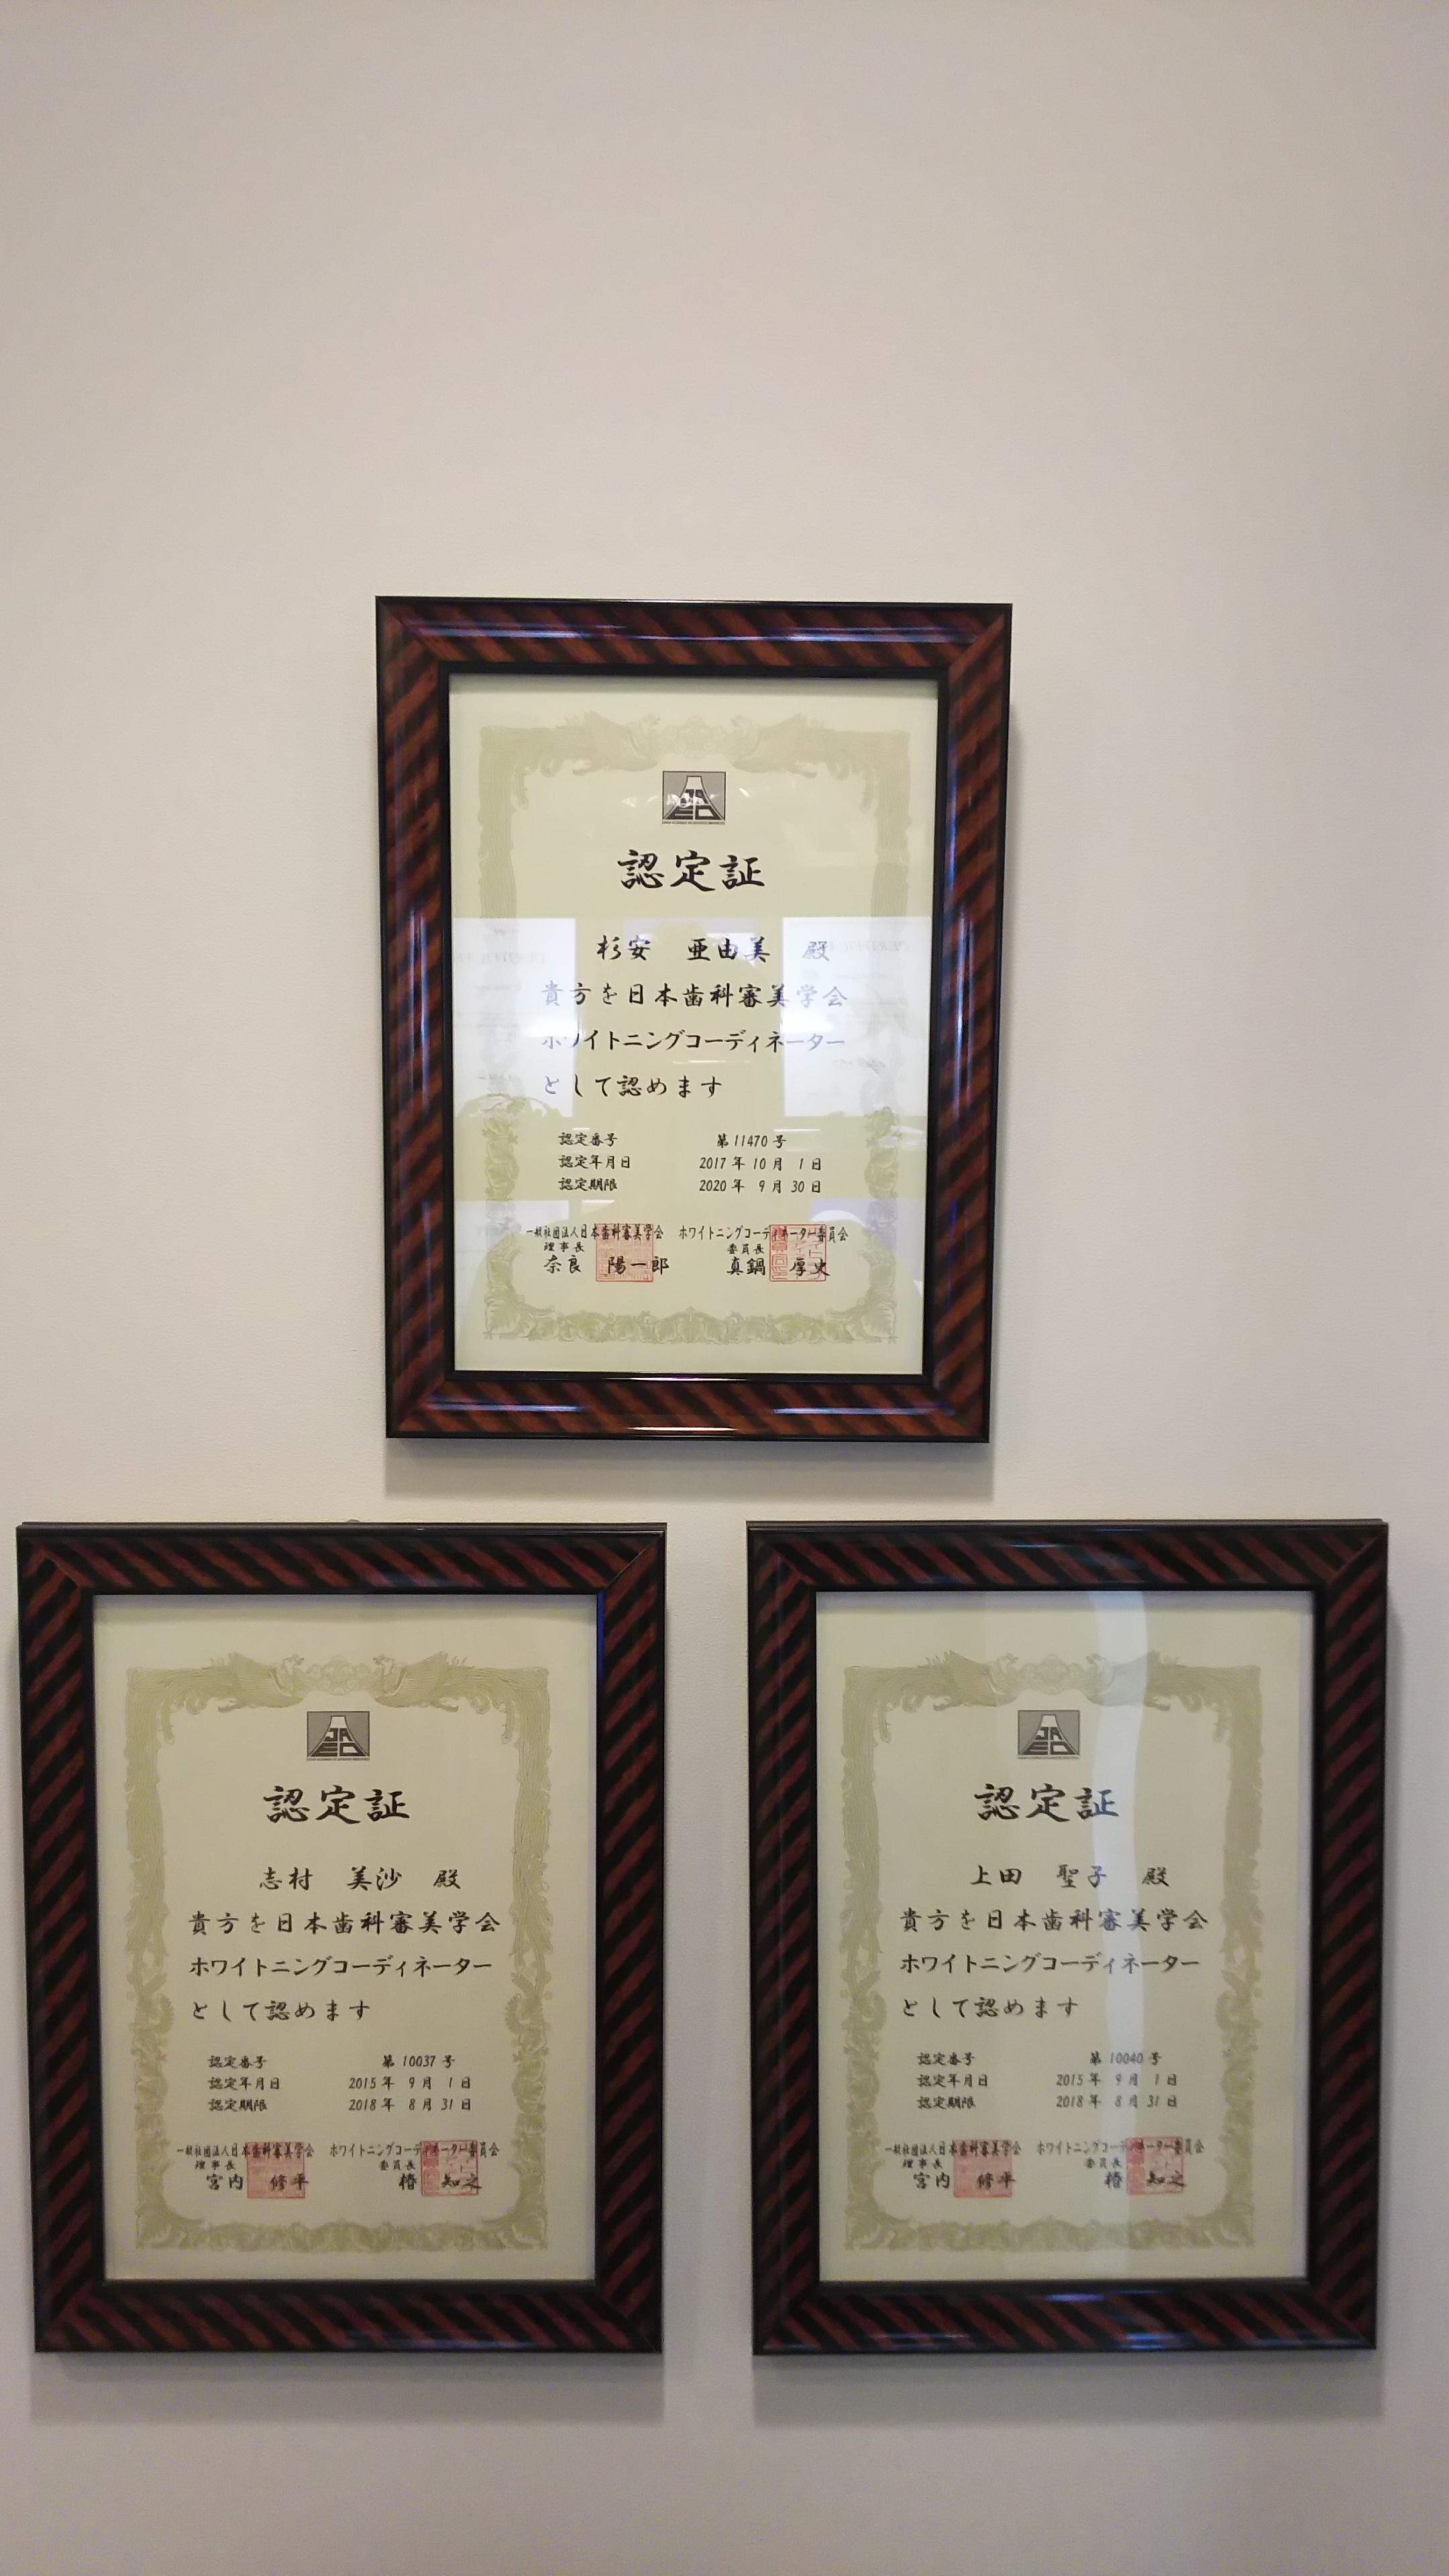 JA
ED
認定証
杉安 亜由美 殿
貴方を日本歯科審美学会
ホワイトニングコーディネーター
として認めます
認定番号 第11470号
認定年月日 2017年 10月 1日
認定期限 2020年 9月 30日
一般社団法人日本歯科審美学会 ホワイトニングコーディネーター委員会
理事長 委員長
奈良 陽一郎 真鍋 厚史
JA
ED
認定証
志村 美沙 殿
貴方を日本歯科審美学会
ホワイトニングコーディネーター
として認めます
認定番号 第10037号
認定年月日 2015年 9月 1日
認定期限 2018年 8月 31日
一般社団法人日本歯科審美学会 ホワイトニングコーディネーター委員会
理事長 委員長
宮内 修平 椿 知之
JA
ED
認定証
上田 聖子 殿
貴方を日本歯科審美学会
ホワイトニングコーディネーター
として認めます
認定番号 第10040号
認定年月日 2015年 9月 1日
認定期限 2018年 8月 31日
一般社団法人日本歯科審美学会 ホワイトニングコーディネーター委員会
理事長 委員長
宮内 修平 椿 知之